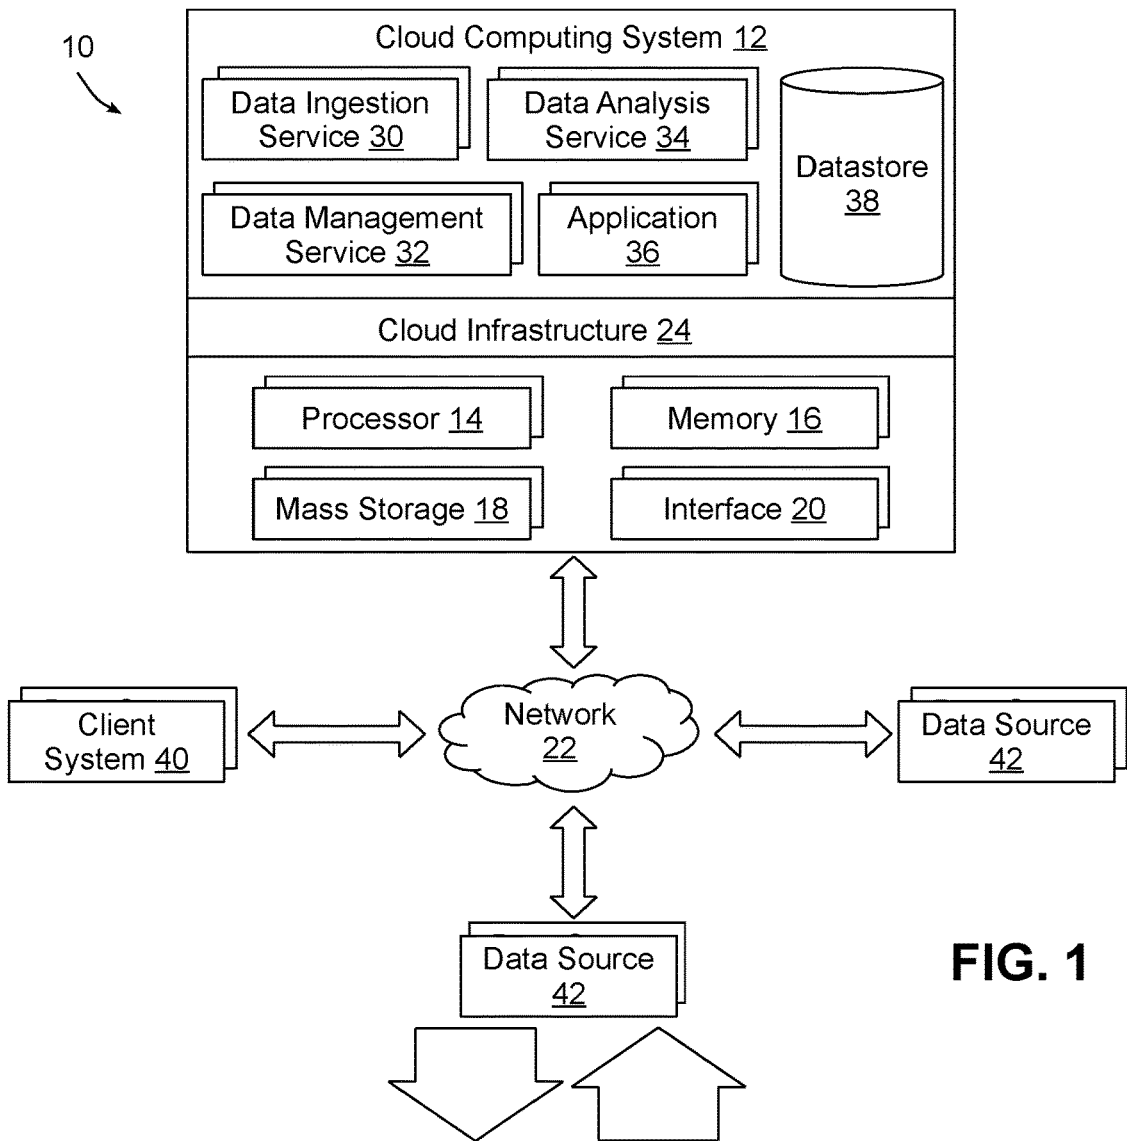 10
Cloud Computing System 12
Data Ingestion
Service 30
Data Analysis
Service 34
Datastore
38
Data Management
Service 32
Application
36
Cloud Infrastructure 24
Processor 14
Memory 16
Mass Storage 18
Interface 20
Client
System 40
Network
22
Data Source
42
Data Source
42
FIG. 1